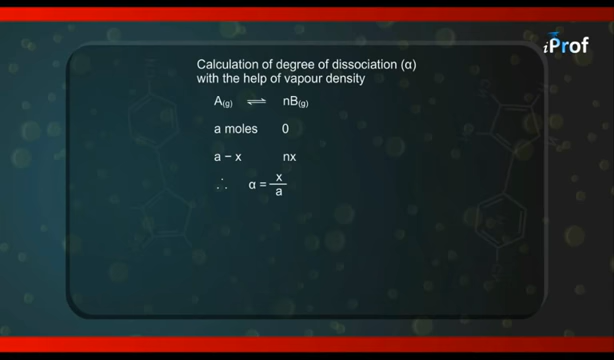 iProf
Calculation of degree of dissociation (α)
with the help of vapour density
A(g) ⇌ nB(g)
a moles 0
a − x nx
∴ α = x/a